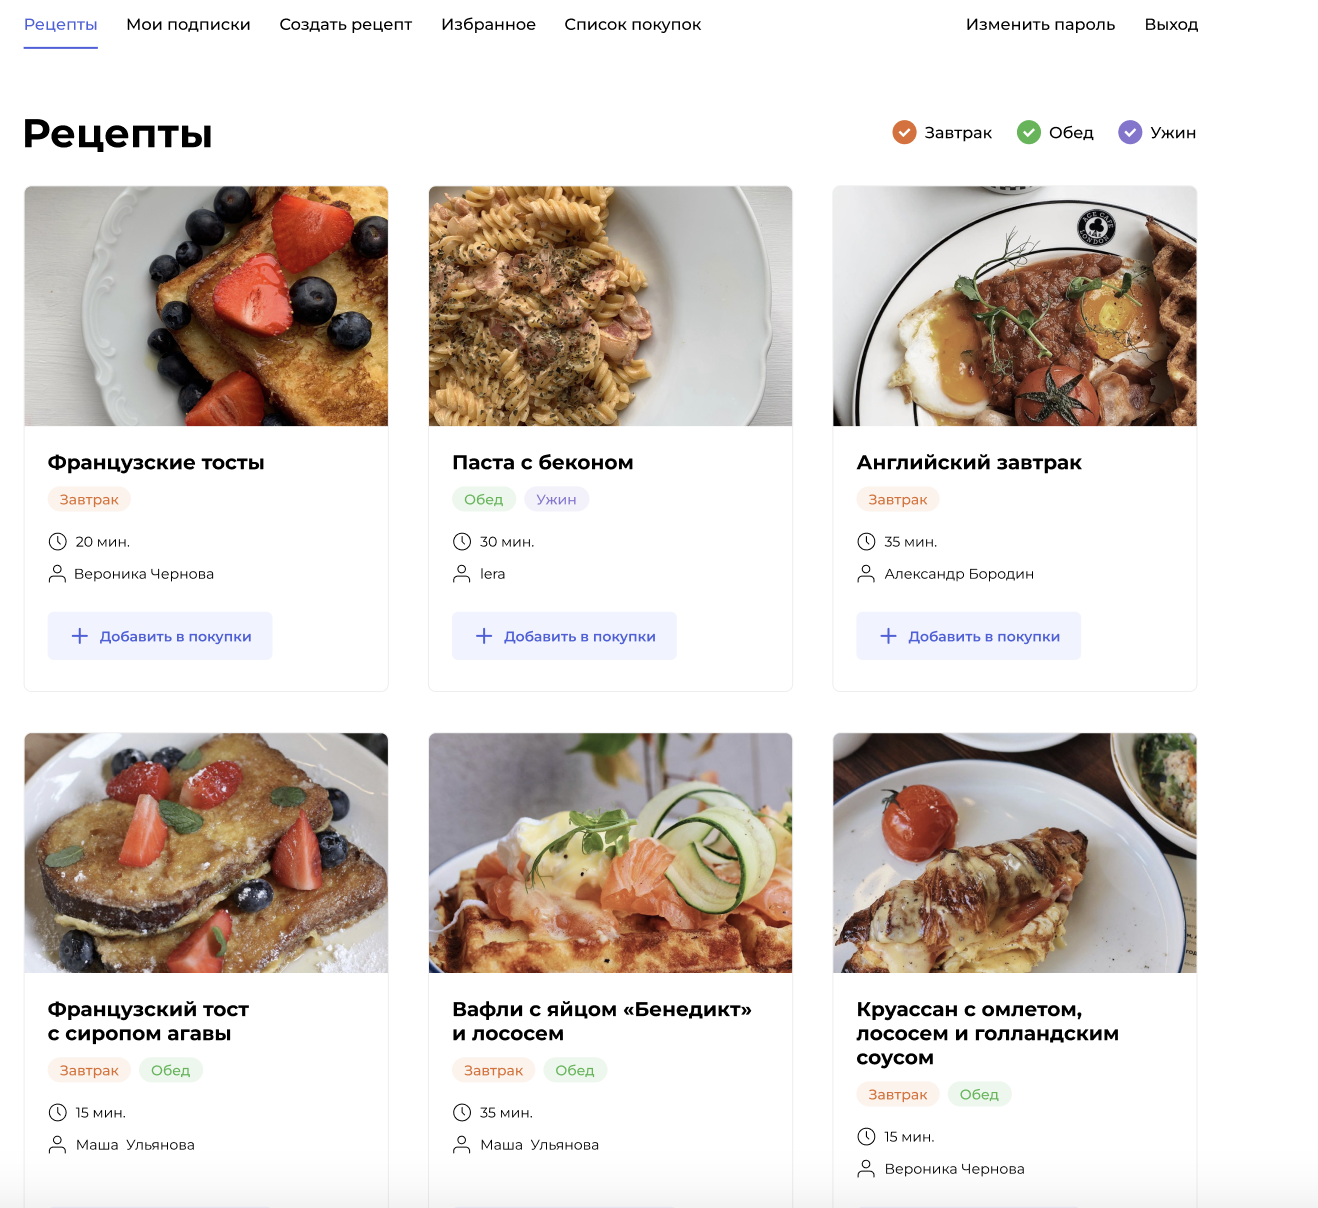 Рецепты Мои подписки Создать рецепт Избранное Список покупок Изменить пароль Выход
Рецепты
Завтрак Обед Ужин
AGE CAFE
LONDON
Французские тосты
Завтрак
20 мин.
Вероника Чернова
Добавить в покупки
Паста с беконом
Обед Ужин
30 мин.
lera
Добавить в покупки
Английский завтрак
Завтрак
35 мин.
Александр Бородин
Добавить в покупки
Французский тост
с сиропом агавы
Завтрак Обед
15 мин.
Маша Ульянова
Вафли с яйцом «Бенедикт»
и лососем
Завтрак Обед
35 мин.
Маша Ульянова
Круассан с омлетом,
лососем и голландским
соусом
Завтрак Обед
15 мин.
Вероника Чернова